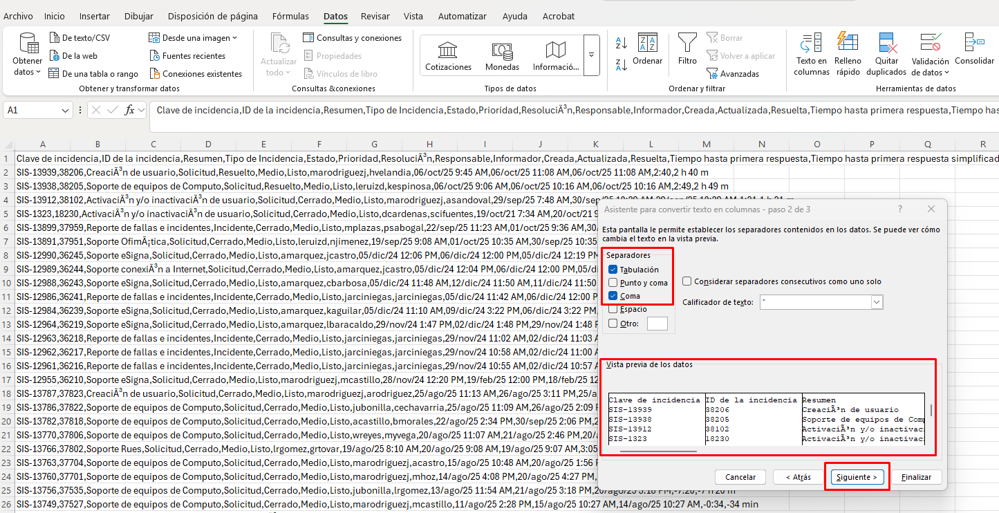 Archivo Inicio Insertar Dibujar Disposición de página Fórmulas Datos Revisar Vista Automatizar Ayuda Acrobat
Obtener datos
De texto/CSV
De la web
De una tabla o rango
Desde una imagen
Fuentes recientes
Conexiones existentes
Obtener y transformar datos
Actualizar todo
Consultas y conexiones
Propiedades
Vínculos de libro
Consultas &conexiones
Cotizaciones Monedas Informació...
Tipos de datos
Ordenar
Filtro
Borrar
Volver a aplicar
Avanzadas
Ordenar y filtrar
Texto en columnas
Relleno rápido
Quitar duplicados
Validación de datos
Consolidar
Herramientas de datos
A1
fx
Clave de incidencia,ID de la incidencia,Resumen,Tipo de Incidencia,Estado,Prioridad,ResoluciÃ³n,Responsable,Informador,Creada,Actualizada,Resuelta,Tiempo hasta primera respuesta,Tiempo has
A B C D E F G H I J K L M N O P Q R
1 Clave de incidencia,ID de la incidencia,Resumen,Tipo de Incidencia,Estado,Prioridad,ResoluciÃ³n,Responsable,Informador,Creada,Actualizada,Resuelta,Tiempo hasta primera respuesta,Tiempo hasta primera respuesta simplificad
2 SIS-13939,38206,CreaciÃ³n de usuario,Solicitud,Resuelto,Medio,Listo,marodriguezj,hvelandia,06/oct/25 9:45 AM,06/oct/25 11:08 AM,06/oct/25 11:08 AM,2:40,2 h 40 m
3 SIS-13938,38205,Soporte de equipos de Computo,Solicitud,Resuelto,Medio,Listo,leruizd,kespinosa,06/oct/25 9:06 AM,06/oct/25 10:16 AM,06/oct/25 10:16 AM,2:49,2 h 49 m
4 SIS-13912,38102,ActivaciÃ³n y/o inactivaciÃ³n de usuario,Solicitud,Cerrado,Medio,Listo,marodriguezj,asandoval,29/sep/25 7:48 AM,30/sep
5 SIS-1323,18230,ActivaciÃ³n y/o inactivaciÃ³n de usuario,Solicitud,Cerrado,Medio,Listo,dcardenas,scifuentes,19/oct/21 7:34 AM,20/oct/21 9
6 SIS-13899,37959,Reporte de fallas e incidentes,Incidente,Cerrado,Medio,Listo,mplazas,psabogal,22/sep/25 11:23 AM,01/oct/25 9:36 AM,30/
7 SIS-13891,37951,Soporte OfimÃ¡tica,Solicitud,Cerrado,Medio,Listo,leruizd,njimenez,19/sep/25 9:08 AM,01/oct/25 10:35 AM,30/sep/25 10:35
8 SIS-12990,36245,Soporte eSigna,Solicitud,Cerrado,Medio,Listo,amarquez,jcastro,05/dic/24 12:06 PM,06/dic/24 12:00 PM,05/dic/24 12:19 PM
9 SIS-12989,36244,Soporte conexiÃ³n a Internet,Solicitud,Cerrado,Medio,Listo,amarquez,jcastro,05/dic/24 12:04 PM,06/dic/24 12:00 PM,05/di
10 SIS-12988,36243,Soporte eSigna,Solicitud,Cerrado,Medio,Listo,amarquez,cbarbosa,05/dic/24 11:48 AM,12/dic/24 11:50 AM,11/dic/24 11:50
11 SIS-12986,36241,Reporte de fallas e incidentes,Incidente,Cerrado,Medio,Listo,jarciniegas,jarciniegas,05/dic/24 11:42 AM,06/dic/24 12:00
12 SIS-12984,36239,Soporte eSigna,Solicitud,Cerrado,Medio,Listo,amarquez,kaguilar,05/dic/24 11:10 AM,09/dic/24 3:22 PM,06/dic/24 3:22 PM,
13 SIS-12964,36219,Soporte eSigna,Solicitud,Cerrado,Medio,Listo,amarquez,lbaracaldo,29/nov/24 1:47 PM,02/dic/24 1:48 PM,29/nov/24 1:48 P
14 SIS-12963,36218,Reporte de fallas e incidentes,Incidente,Cerrado,Medio,Listo,jarciniegas,jarciniegas,29/nov/24 11:02 AM,02/dic/24 11:03
15 SIS-12962,36217,Reporte de fallas e incidentes,Incidente,Cerrado,Medio,Listo,jarciniegas,jarciniegas,29/nov/24 10:58 AM,02/dic/24 11:00
16 SIS-12961,36216,Reporte de fallas e incidentes,Incidente,Cerrado,Medio,Listo,jarciniegas,jarciniegas,29/nov/24 10:55 AM,02/dic/24 10:57
17 SIS-12955,36210,Soporte eSigna,Solicitud,Cerrado,Medio,Listo,marodriguezj,mcastillo,28/nov/24 12:20 PM,19/feb/25 12:00 PM,18/feb/25 12
18 SIS-13787,37823,CreaciÃ³n de usuario,Solicitud,Cerrado,Medio,Listo,marodriguezj,arodriguez,25/ago/25 11:13 AM,26/ago/25 3:11 PM,25/a
19 SIS-13786,37822,Soporte de equipos de Computo,Solicitud,Cerrado,Medio,Listo,jubonilla,cechavarria,25/ago/25 11:09 AM,26/ago/25 2:09
20 SIS-13782,37818,Soporte de equipos de Computo,Solicitud,Cerrado,Medio,Listo,acastillo,bmorales,22/ago/25 2:34 PM,30/sep/25 2:06 PM,2
21 SIS-13770,37806,Soporte de equipos de Computo,Solicitud,Cerrado,Medio,Listo,wreyes,myvega,20/ago/25 11:07 AM,21/ago/25 2:46 PM,20/a
22 SIS-13766,37802,Soporte Rues,Solicitud,Cerrado,Medio,Listo,lrgomez,grtovar,19/ago/25 8:10 AM,20/ago/25 9:08 AM,19/ago/25 9:07 AM,3:05
23 SIS-13763,37704,Soporte de equipos de Computo,Solicitud,Cerrado,Medio,Listo,marodriguezj,acastro,15/ago/25 10:48 AM,20/ago/25 1:56 P
24 SIS-13760,37701,Soporte de equipos de Computo,Solicitud,Cerrado,Medio,Listo,marodriguezj,mhoz,14/ago/25 4:08 PM,20/ago/25 4:27 PM,
25 SIS-13756,37535,Soporte de equipos de Computo,Solicitud,Cerrado,Medio,Listo,jubonilla,lrgomez,13/ago/25 11:54 AM,21/ago/25 3:18 PM,20/ago/25 3:18 PM,-7:20,-7 h 20 m
26 SIS-13749,37527,Soporte de equipos de Computo,Solicitud,Cerrado,Medio,Listo,marodriguezj,mcastillo,11/ago/25 2:28 PM,15/ago/25 10:27 AM,14/ago/25 10:27 AM,-0:34,-34 min
Asistente para convertir texto en columnas - paso 2 de 3
Esta pantalla le permite establecer los separadores contenidos en los datos. Se puede ver cómo
cambia el texto en la vista previa.
Separadores
Tabulación
Punto y coma
Coma
Espacio
Otro:
Considerar separadores consecutivos como uno solo
Calificador de texto: "
Vista previa de los datos
Clave de incidencia ID de la incidencia Resumen
SIS-13939 38206 CreaciÃ³n de usuario
SIS-13938 38205 Soporte de equipos de Comp
SIS-13912 38102 ActivaciÃ³n y/o inactivaci
SIS-1323 18230 ActivaciÃ³n y/o inactivaci
Cancelar < Atrás Siguiente > Finalizar